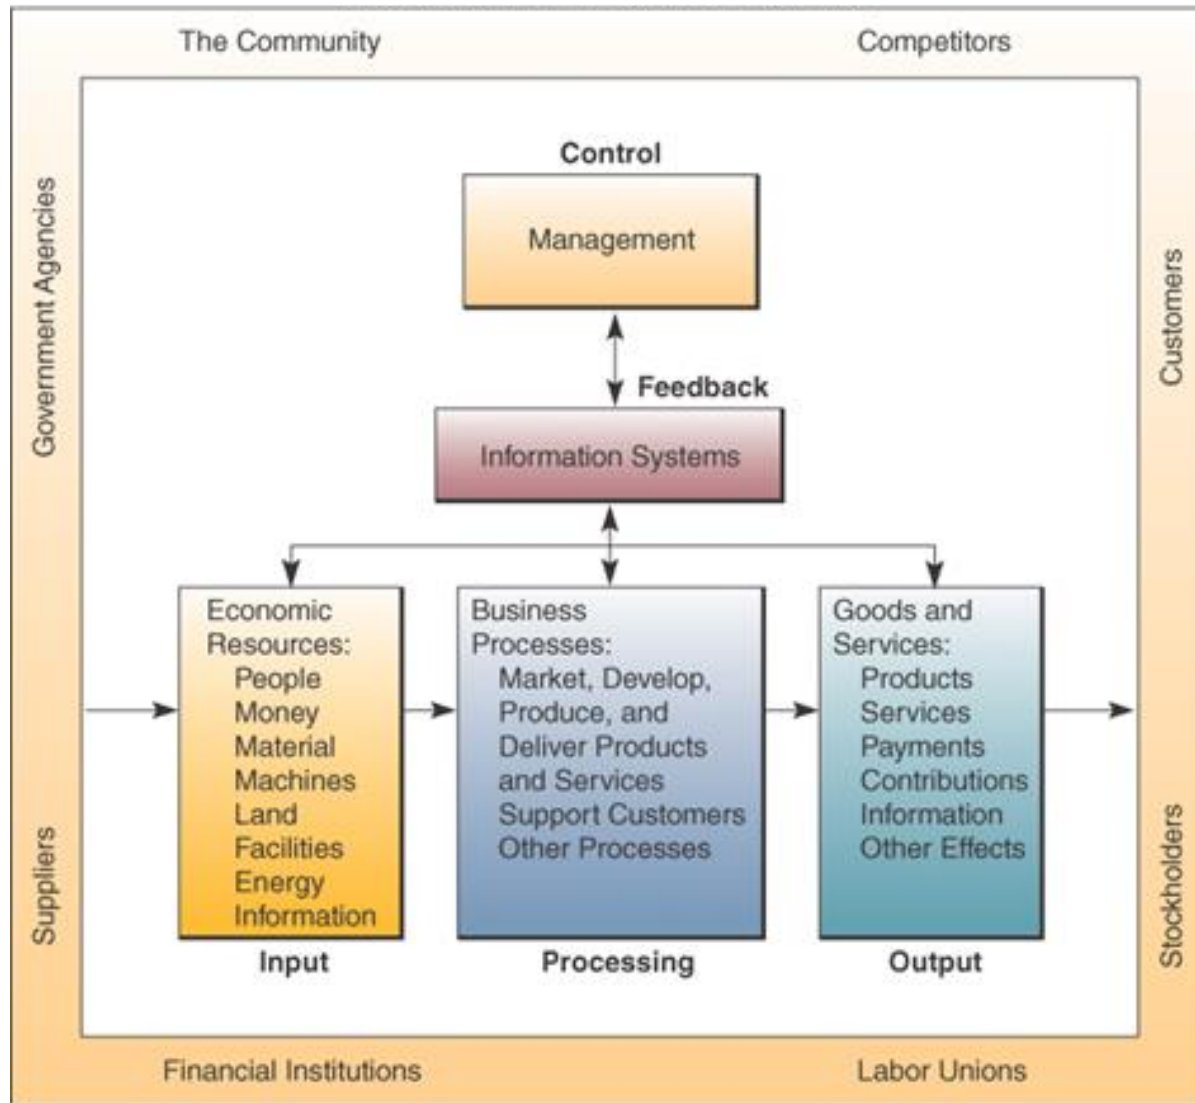 The Community
Competitors
Government Agencies
Suppliers
Customers
Stockholders
Control
Management
Feedback
Information Systems
Economic
Resources:
People
Money
Material
Machines
Land
Facilities
Energy
Information
Input
Business
Processes:
Market, Develop,
Produce, and
Deliver Products
and Services
Support Customers
Other Processes
Processing
Goods and
Services:
Products
Services
Payments
Contributions
Information
Other Effects
Output
Financial Institutions
Labor Unions